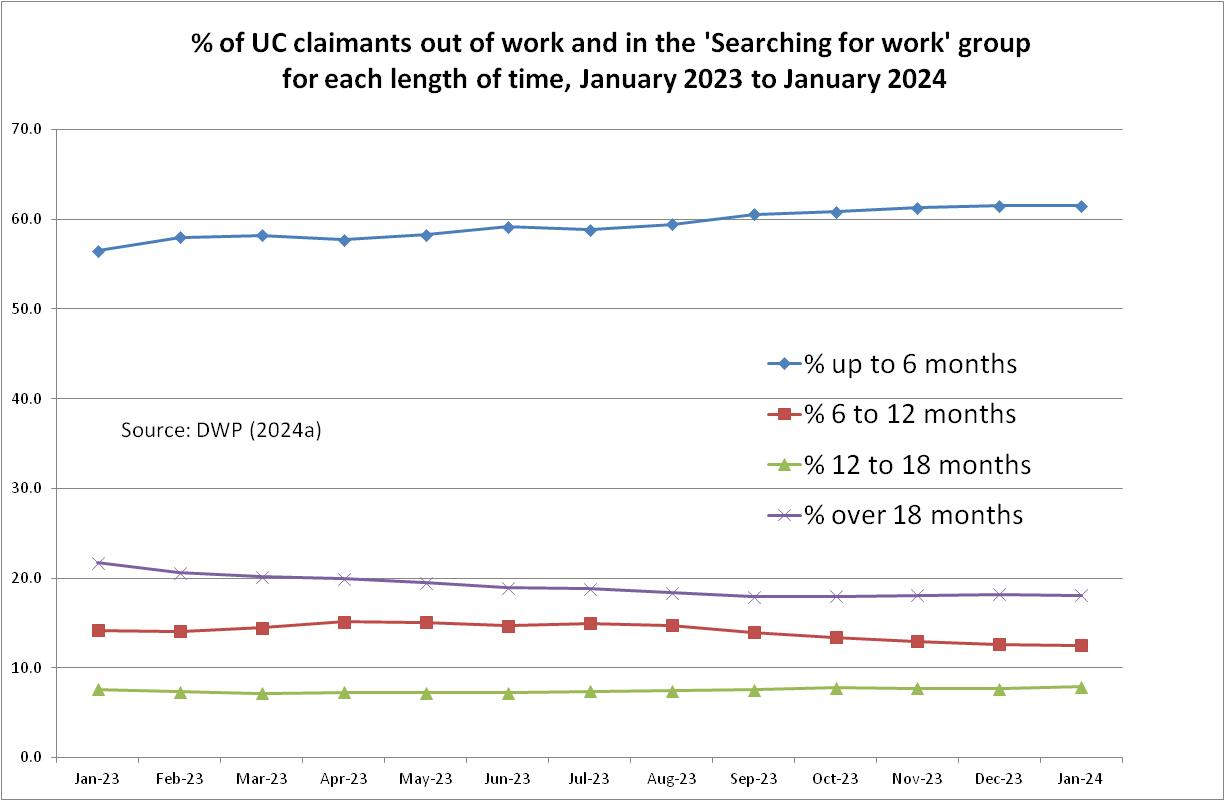 % of UC claimants out of work and in the 'Searching for work' group
for each length of time, January 2023 to January 2024
70.0
60.0
50.0
40.0
30.0
20.0
10.0
0.0
% up to 6 months
% 6 to 12 months
% 12 to 18 months
% over 18 months
Source: DWP (2024a)
Jan-23 Feb-23 Mar-23 Apr-23 May-23 Jun-23 Jul-23 Aug-23 Sep-23 Oct-23 Nov-23 Dec-23 Jan-24